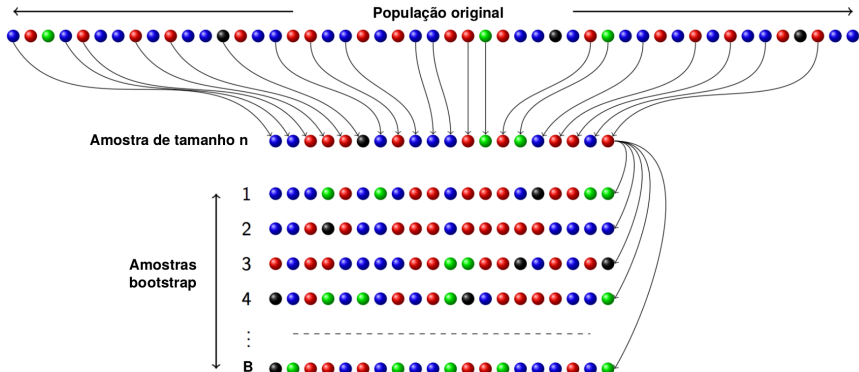 População original
Amostra de tamanho n
1
2
3
4
Amostras
bootstrap
⋮
B